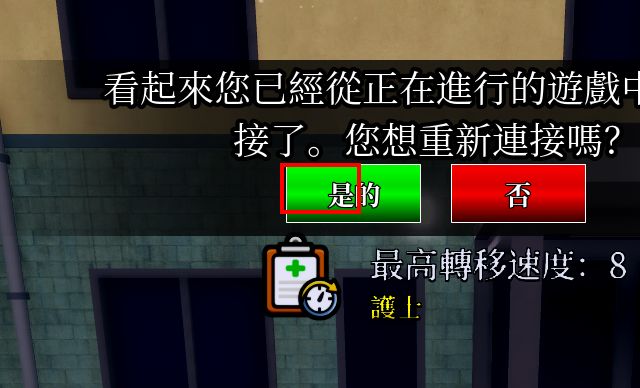 看起來您已經從正在進行的遊戲中
接了。您想重新連接嗎?
是的
否
最高轉移速度: 8
護士